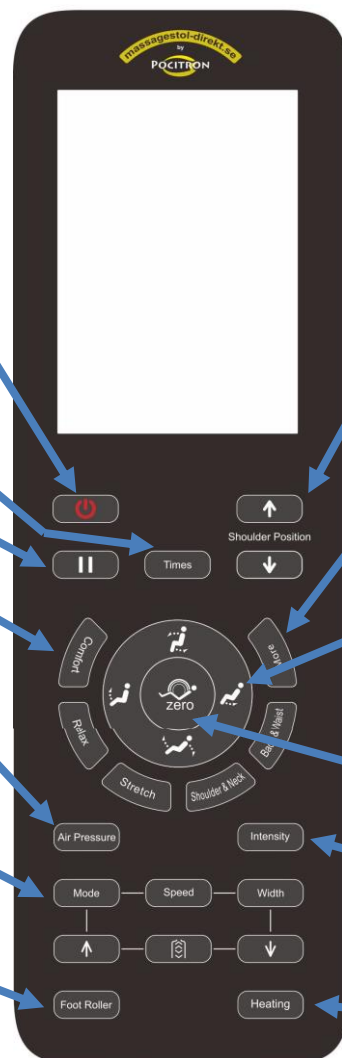 massagestol-direkt.se
by
POCITRON
Shoulder Position
Times
Comfort
More
zero
Relax
Back & Waist
Stretch
Shoulder & Neck
Air Pressure
Intensity
Mode
Speed
Width
Foot Roller
Heating